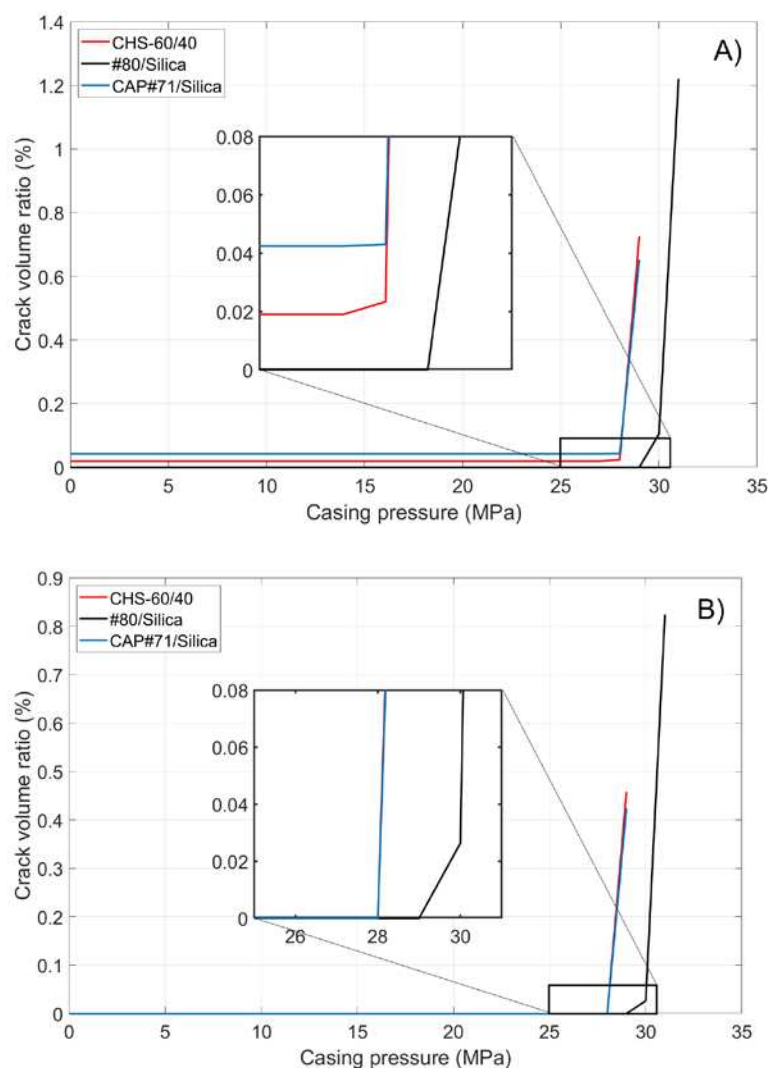 1.4
CHS-60/40
#80/Silica
CAP#71/Silica
A)
1.2
1
0.8
0.6
0.4
0.2
0
Crack volume ratio (%)
0.08
0.06
0.04
0.02
0
0 5 10 15 20 25 30 35
Casing pressure (MPa)
0.9
CHS-60/40
#80/Silica
CAP#71/Silica
B)
0.8
0.7
0.6
0.5
0.4
0.3
0.2
0.1
0
Crack volume ratio (%)
0.08
0.06
0.04
0.02
0
26 28 30
0 5 10 15 20 25 30 35
Casing pressure (MPa)